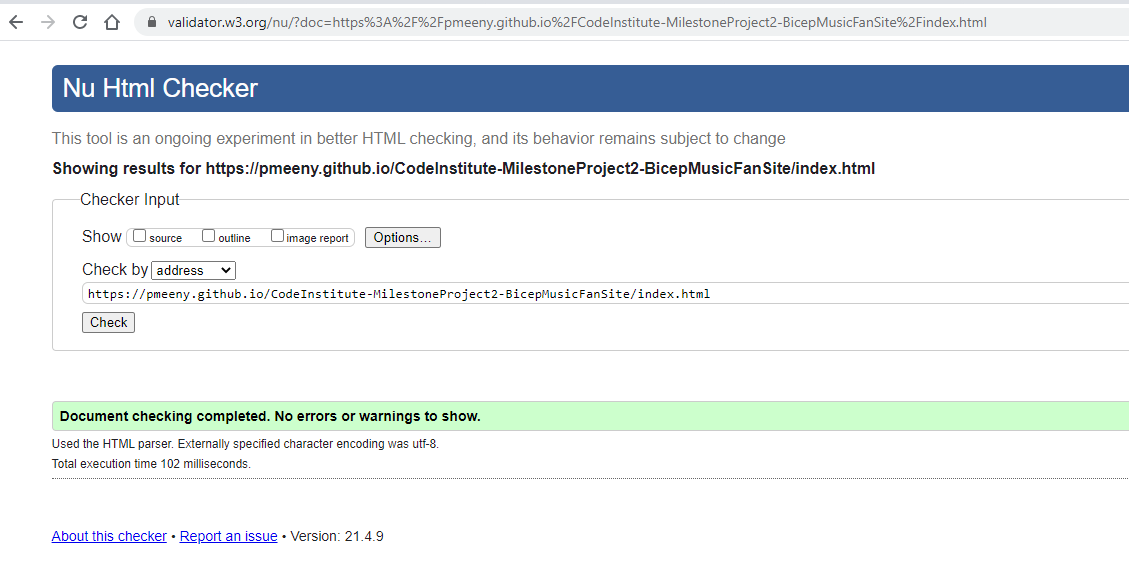 validator.w3.org/nu/?doc=https%3A%2F%2Fpmeeny.github.io%2FCodeInstitute-MilestoneProject2-BicepMusicFanSite%2Findex.html
Nu Html Checker
This tool is an ongoing experiment in better HTML checking, and its behavior remains subject to change
Showing results for https://pmeeny.github.io/CodeInstitute-MilestoneProject2-BicepMusicFanSite/index.html
Checker Input
Show source outline image report Options...
Check by address
https://pmeeny.github.io/CodeInstitute-MilestoneProject2-BicepMusicFanSite/index.html
Check
Document checking completed. No errors or warnings to show.
Used the HTML parser. Externally specified character encoding was utf-8.
Total execution time 102 milliseconds.
About this checker • Report an issue • Version: 21.4.9